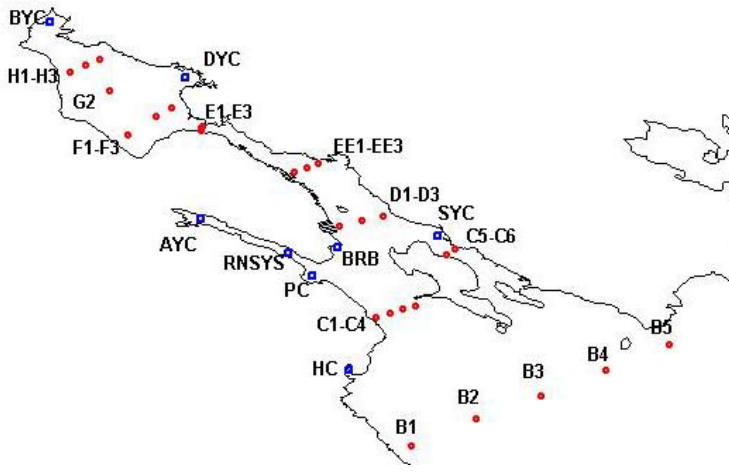 BYC
DYC
H1-H3
G2
E1-E3
F1-F3
EE1-EE3
D1-D3
SYC
AYC
C5-C6
RNSYS
BRB
PC
C1-C4
B5
HC
B4
B3
B2
B1